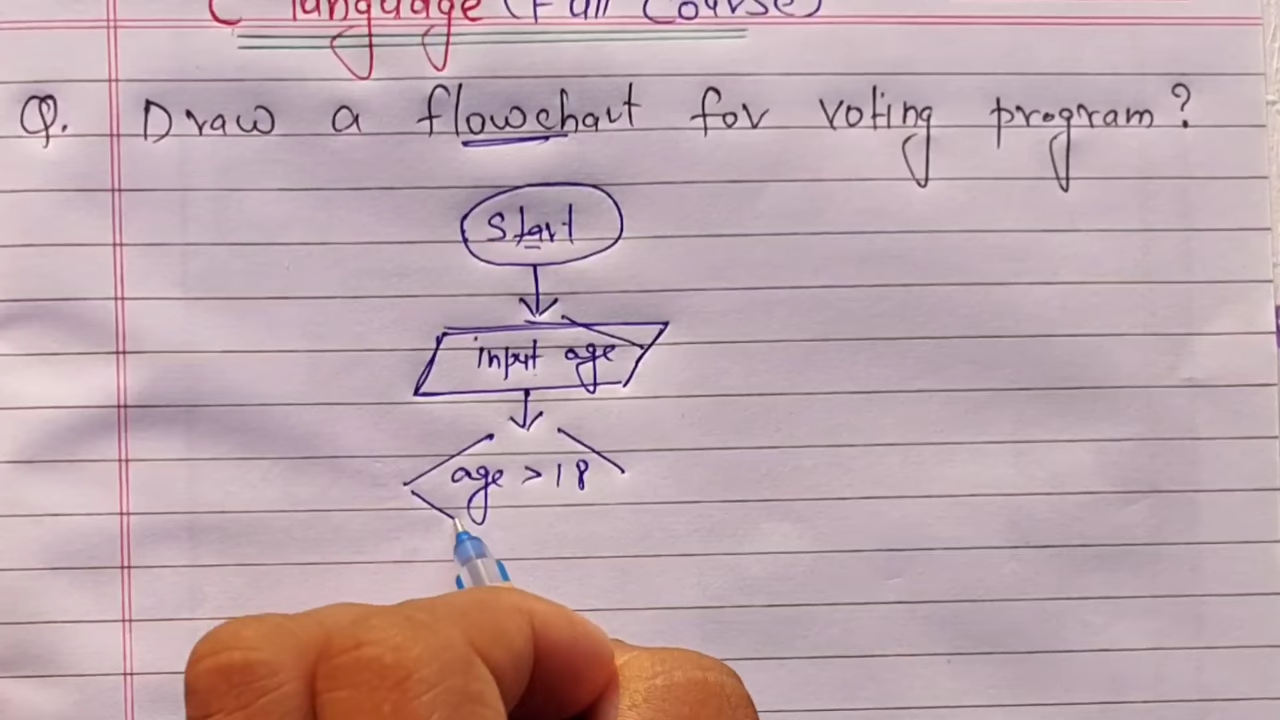 C language (Full Course)
Q. Draw a flowchart for voting program?
Start
input age
age > 18